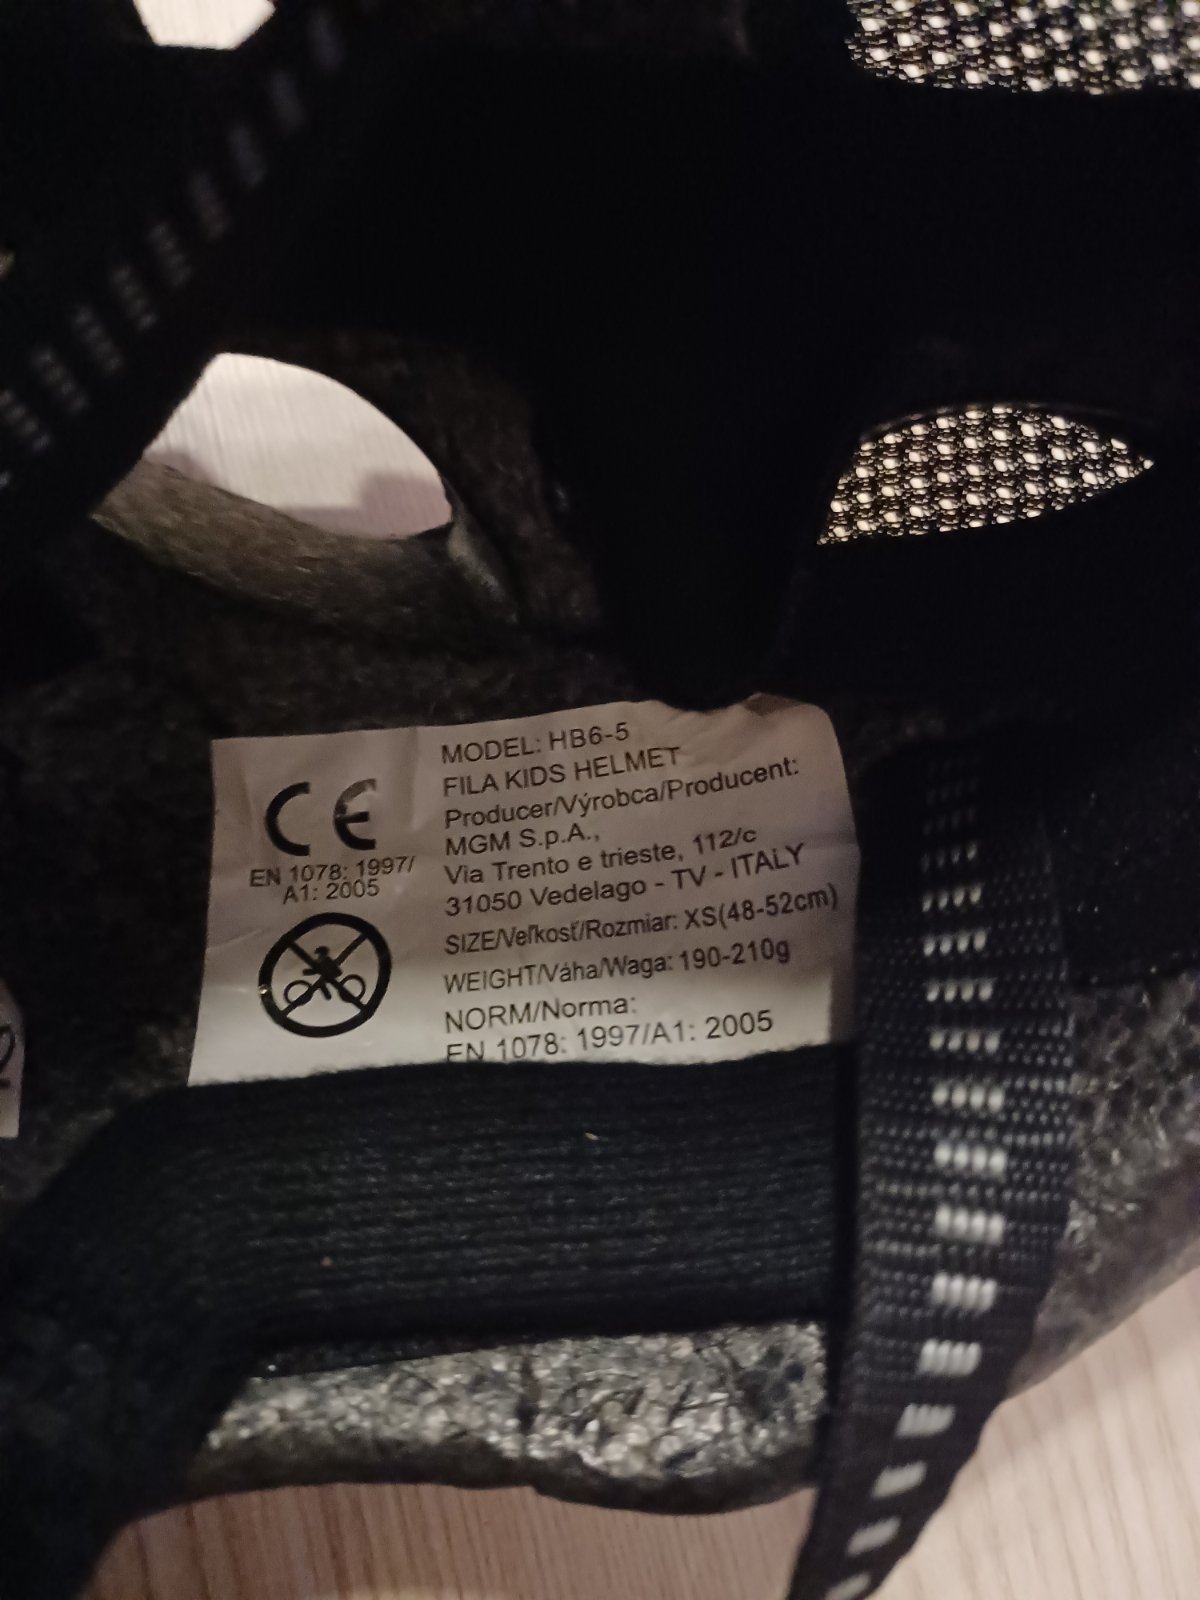 CE
EN 1078: 1997/
A1: 2005
MODEL: HB6-5
FILA KIDS HELMET
Producer/Výrobca/Producent:
MGM S.p.A.,
Via Trento e trieste, 112/c
31050 Vedelago - TV - ITALY
SIZE/Veľkosť/Rozmiar: XS(48-52cm)
WEIGHT/Váha/Waga: 190-210g
NORM/Norma:
EN 1078: 1997/A1: 2005